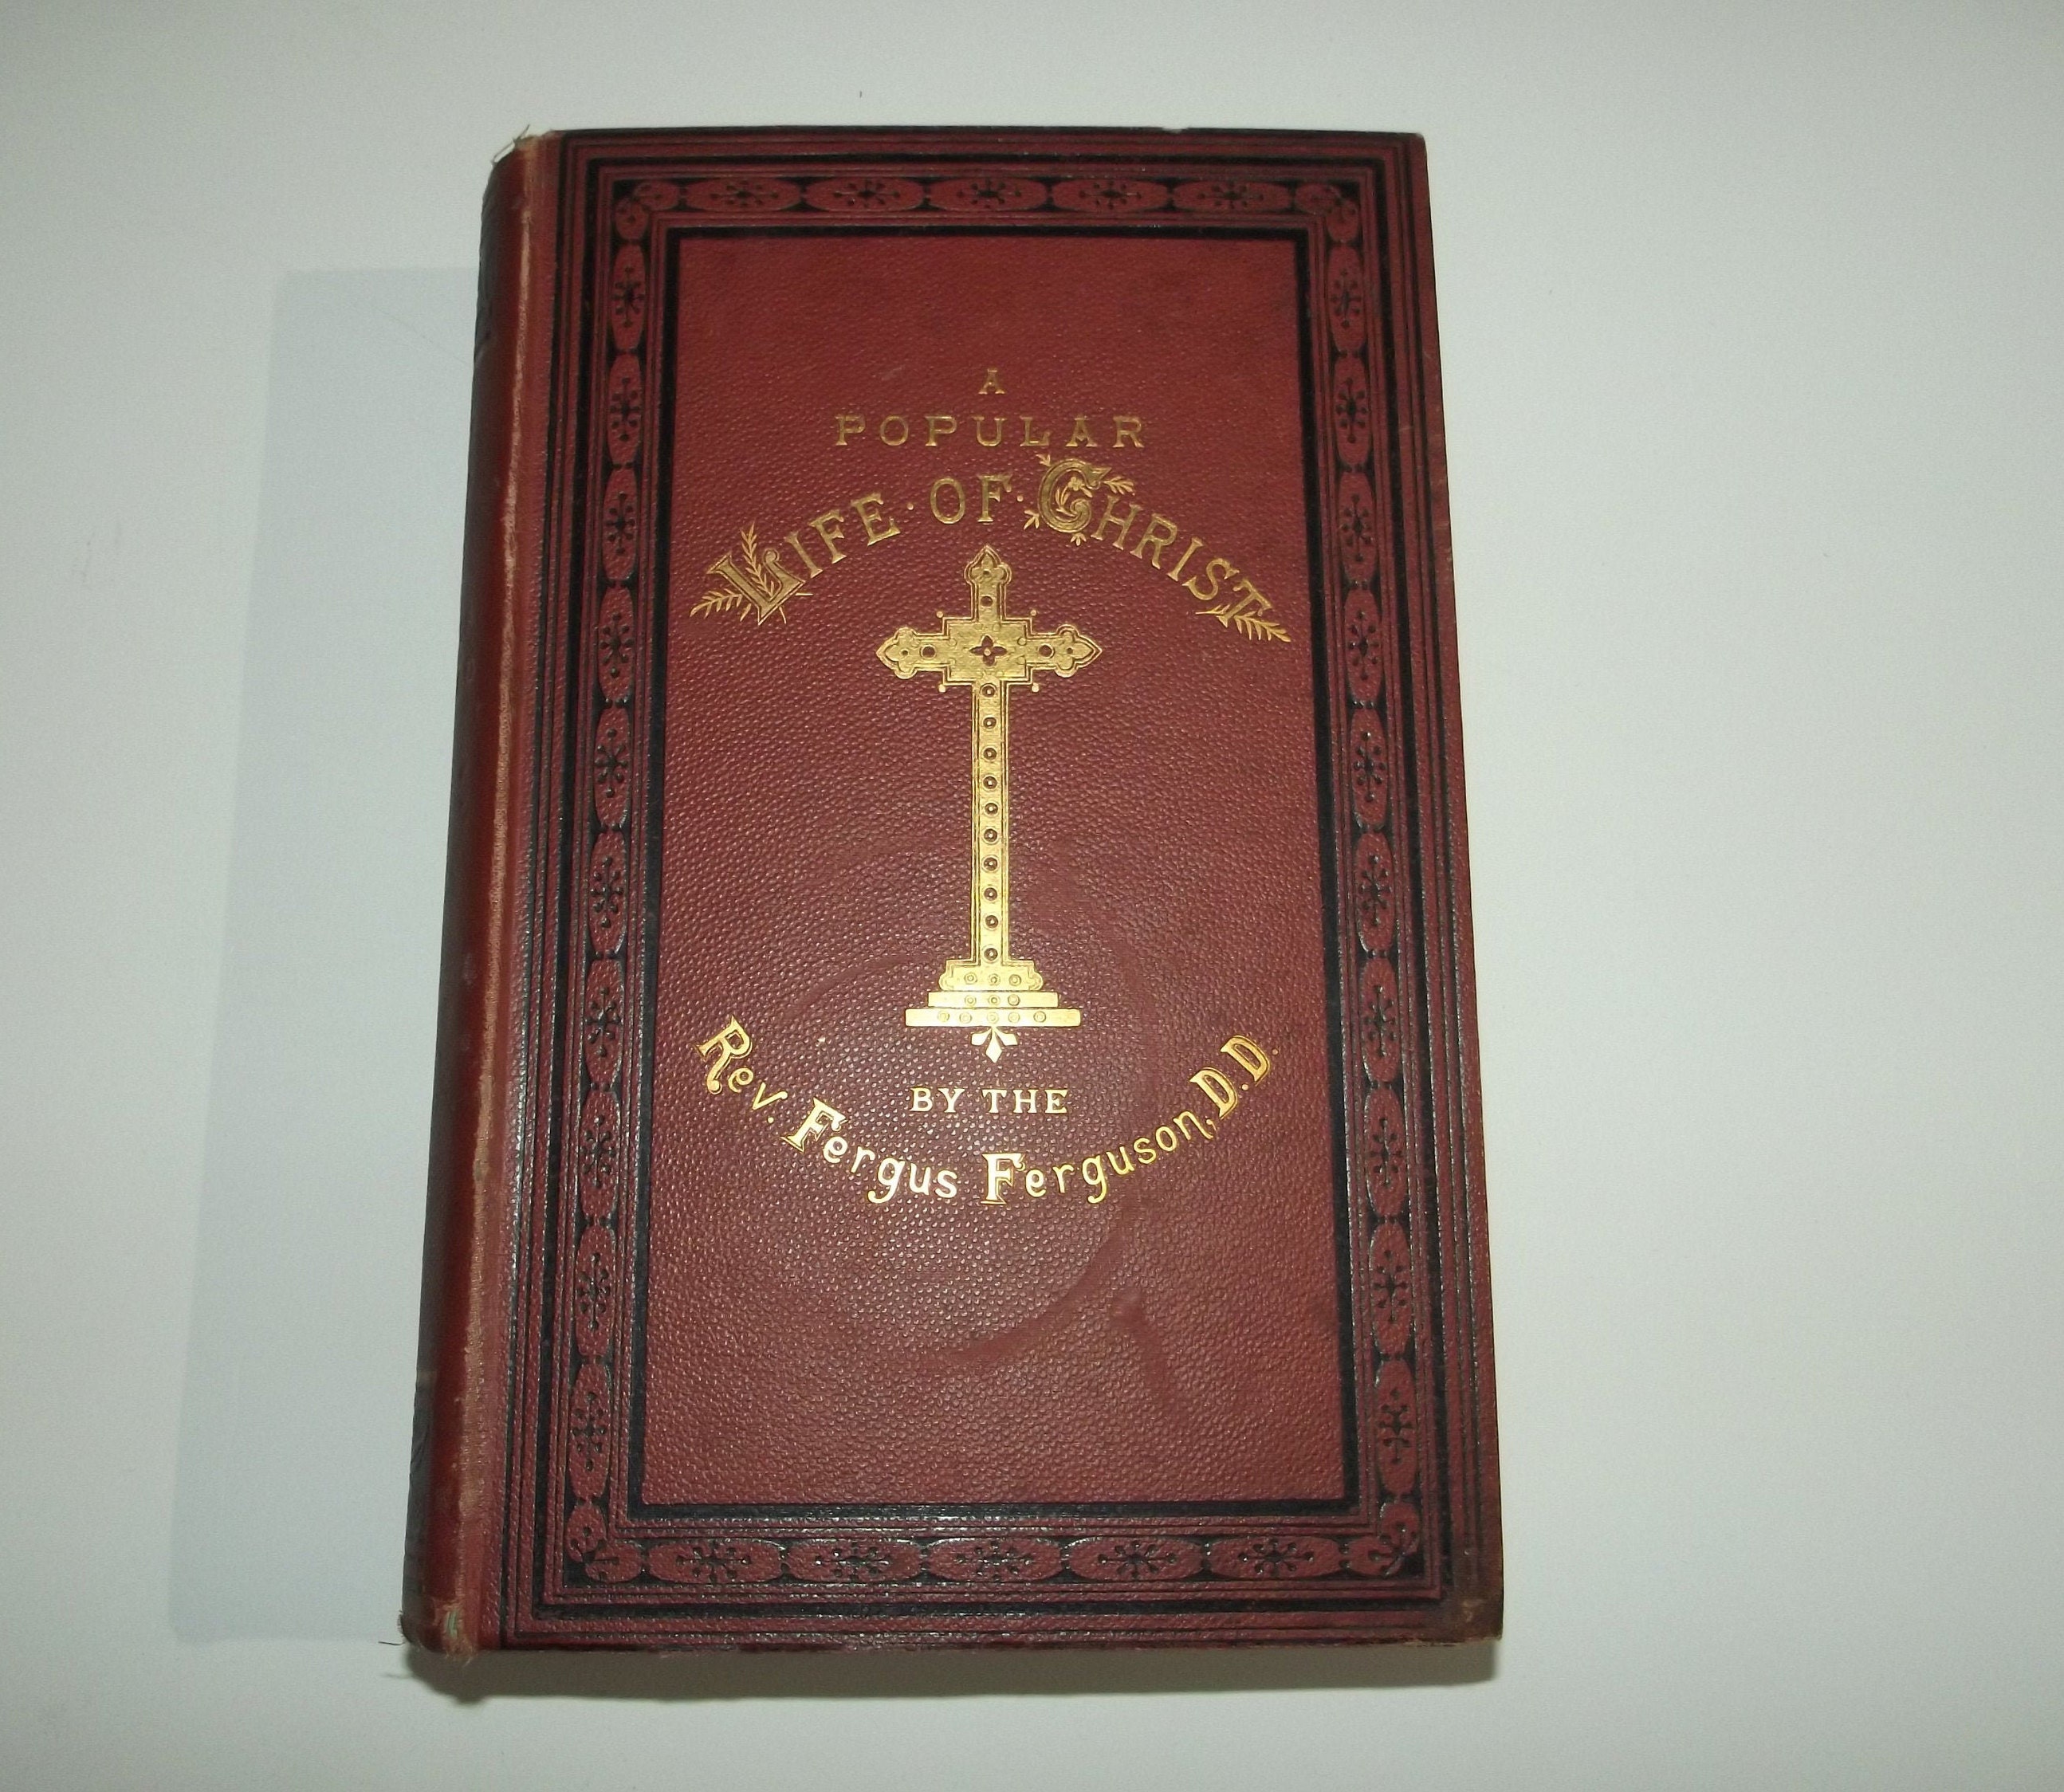 A
POPULAR
LIFE · OF · CHRIST
BY THE
Rev. Fergus Ferguson, D.D.